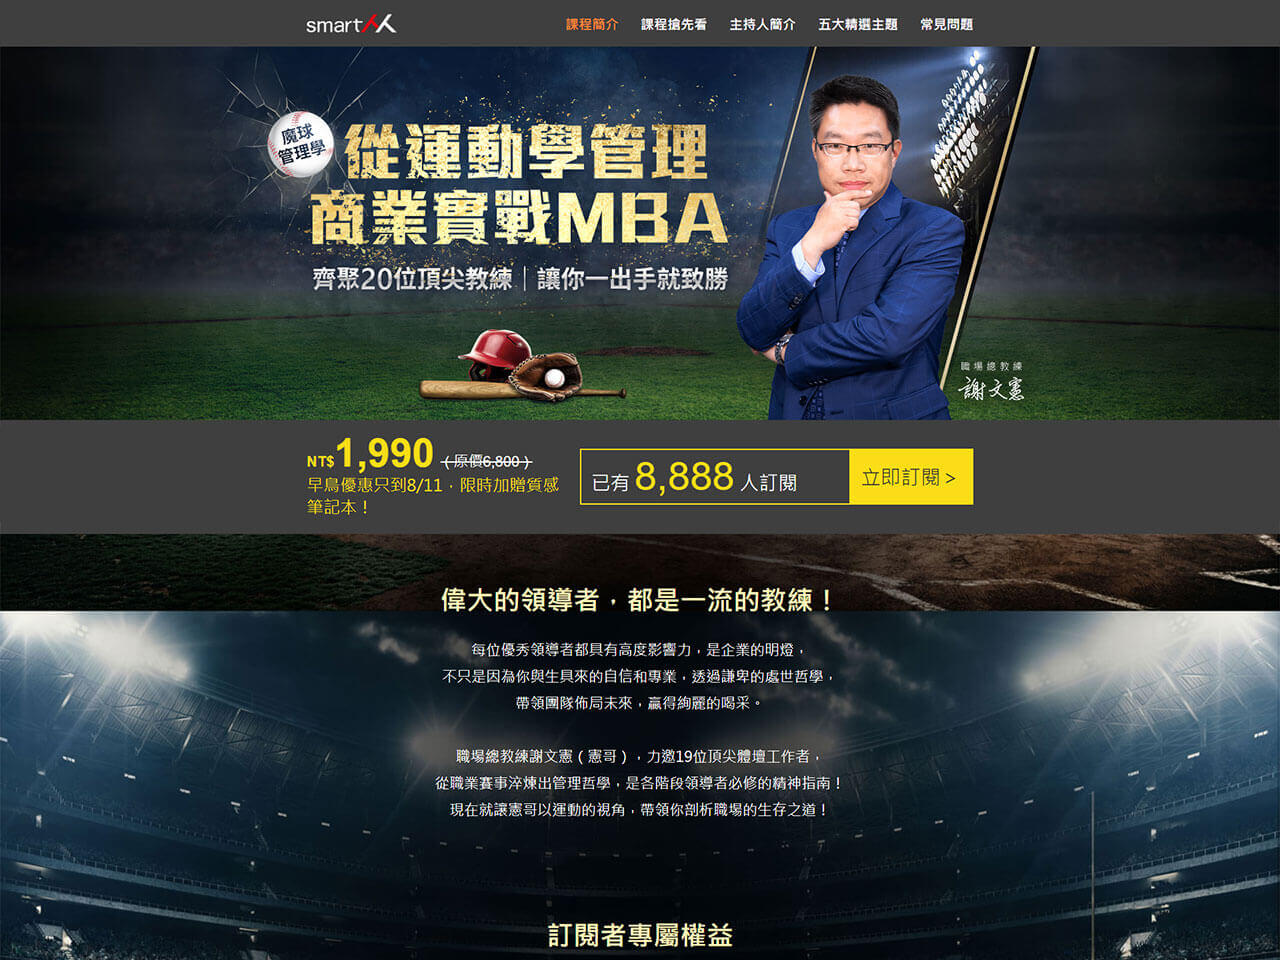 smart人人
課程簡介
課程搶先看
主持人簡介
五大精選主題
常見問題
魔球
管理學
從運動學管理
商業實戰MBA
齊聚20位頂尖教練｜讓你一出手就致勝
職場總教練
謝文憲
NT$1,990（原價6,800）
早鳥優惠只到8/11，限時加贈質感
筆記本！
已有 8,888 人訂閱
立即訂閱 >
偉大的領導者，都是一流的教練！
每位優秀領導者都具有高度影響力，是企業的明燈，
不只是因為你與生具來的自信和專業，透過謙卑的處世哲學，
帶領團隊佈局未來，贏得絢麗的喝采。
職場總教練謝文憲（憲哥），力邀19位頂尖體壇工作者，
從職業賽事淬煉出管理哲學，是各階段領導者必修的精神指南！
現在就讓憲哥以運動的視角，帶領你剖析職場的生存之道！
訂閱者專屬權益